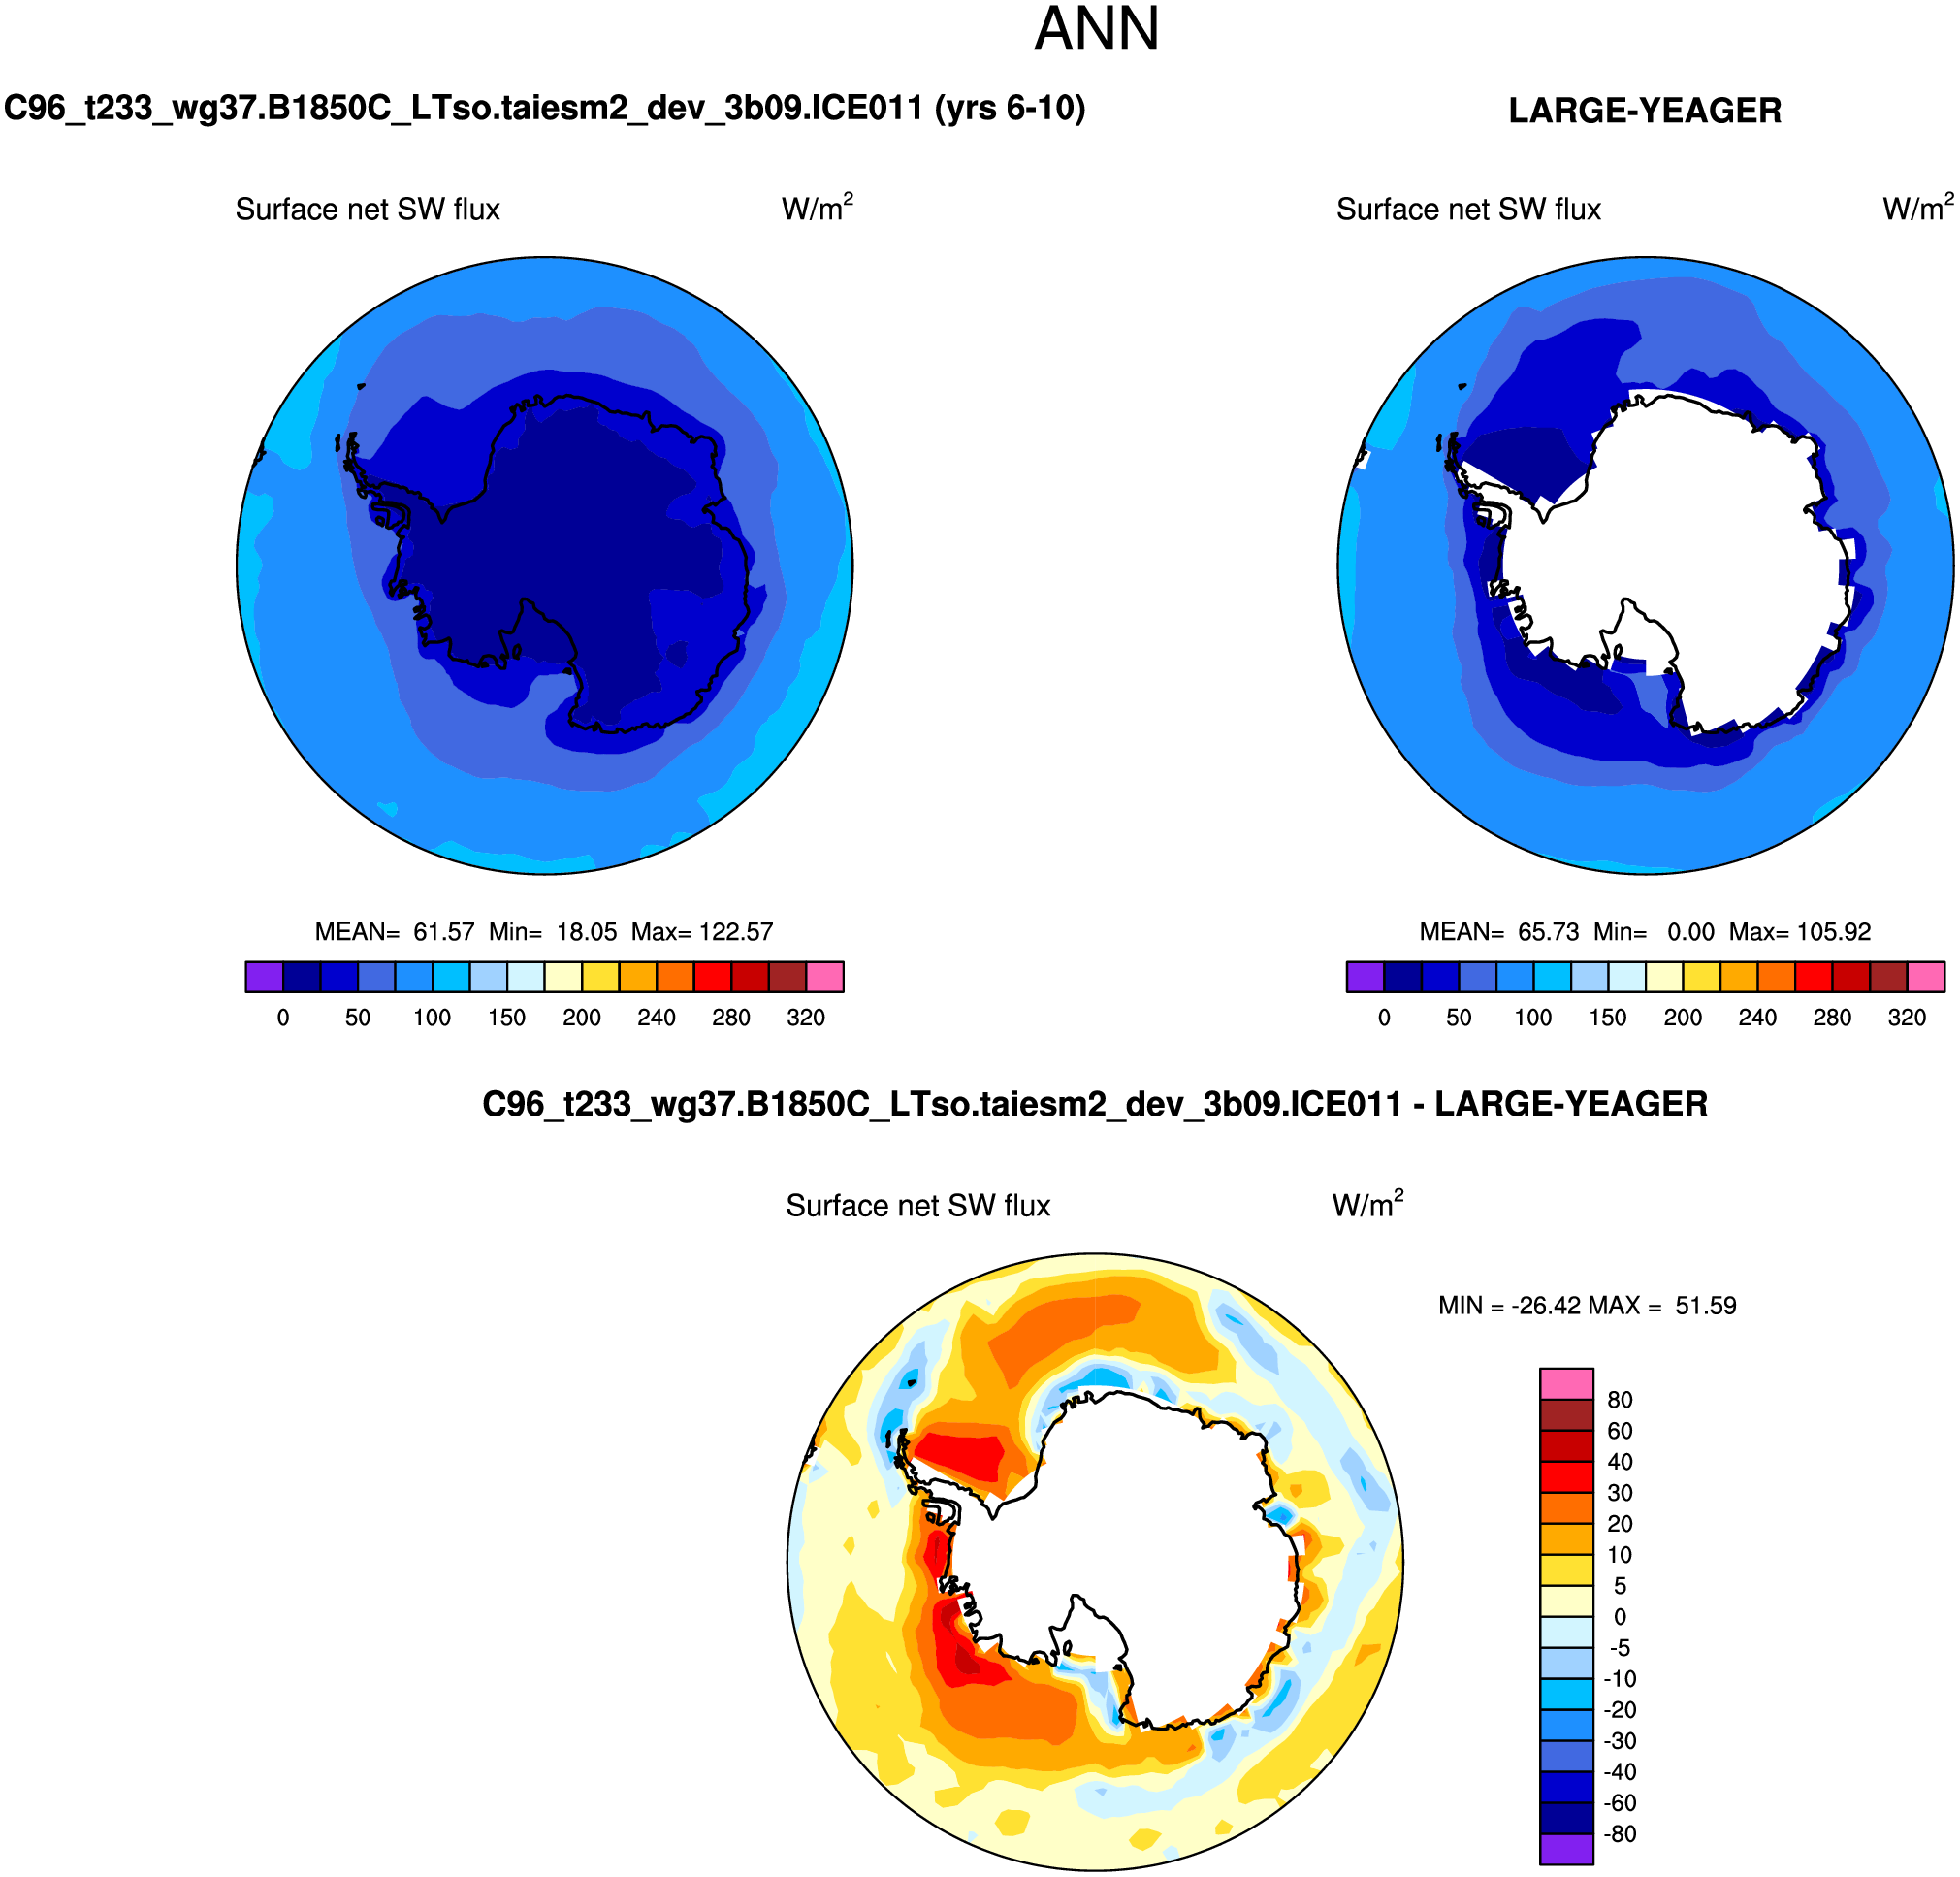 ANN
C96_t233_wg37.B1850C_LTso.taiesm2_dev_3b09.ICE011 (yrs 6-10)
LARGE-YEAGER
Surface net SW flux W/m2
Surface net SW flux W/m2
MEAN= 61.57 Min= 18.05 Max= 122.57
MEAN= 65.73 Min= 0.00 Max= 105.92
0 50 100 150 200 240 280 320
0 50 100 150 200 240 280 320
C96_t233_wg37.B1850C_LTso.taiesm2_dev_3b09.ICE011 - LARGE-YEAGER
Surface net SW flux W/m2
MIN = -26.42 MAX = 51.59
80
60
40
30
20
10
5
0
-5
-10
-20
-30
-40
-60
-80